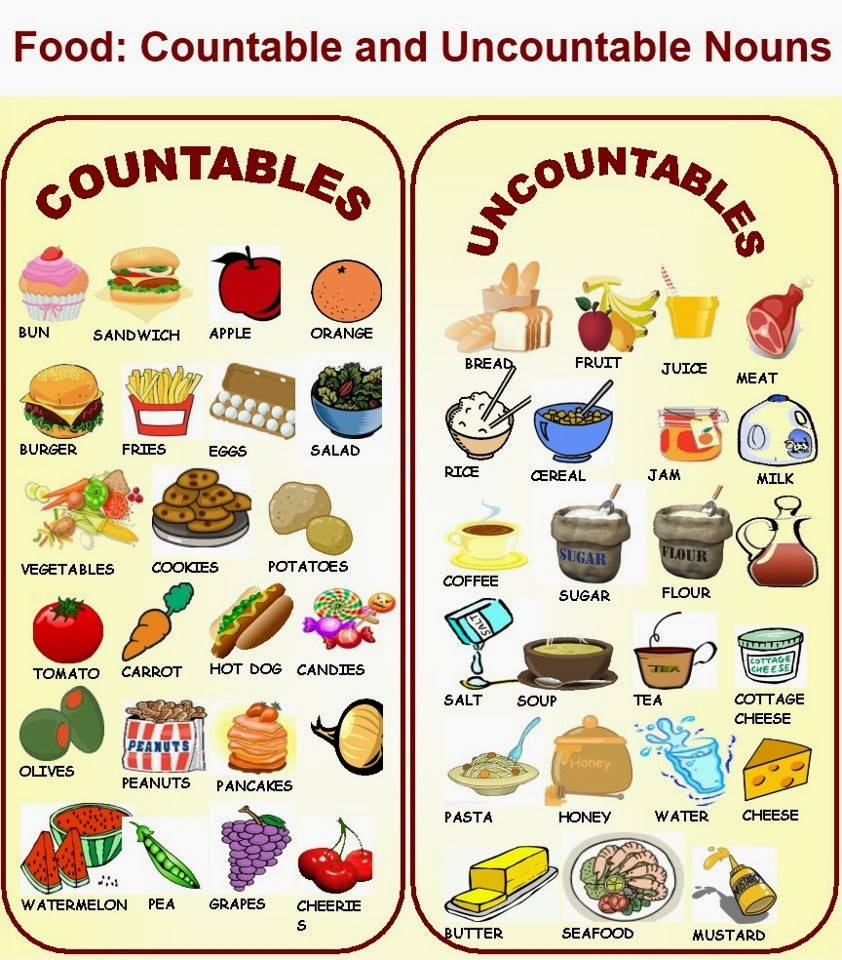 Food: Countable and Uncountable Nouns
COUNTABLES
BUN SANDWICH APPLE ORANGE
BURGER FRIES EGGS SALAD
VEGETABLES COOKIES POTATOES
TOMATO CARROT HOT DOG CANDIES
PEANUTS
OLIVES PEANUTS PANCAKES
WATERMELON PEA GRAPES CHEERIE
S
UNCOUNTABLES
BREAD FRUIT JUICE MEAT
RICE CEREAL JAM MILK
SUGAR FLOUR
COFFEE SUGAR FLOUR
SALT TEA COTTAGE
CHEESE
SALT SOUP TEA COTTAGE
CHEESE
Honey
PASTA HONEY WATER CHEESE
MUSTARD
BUTTER SEAFOOD MUSTARD